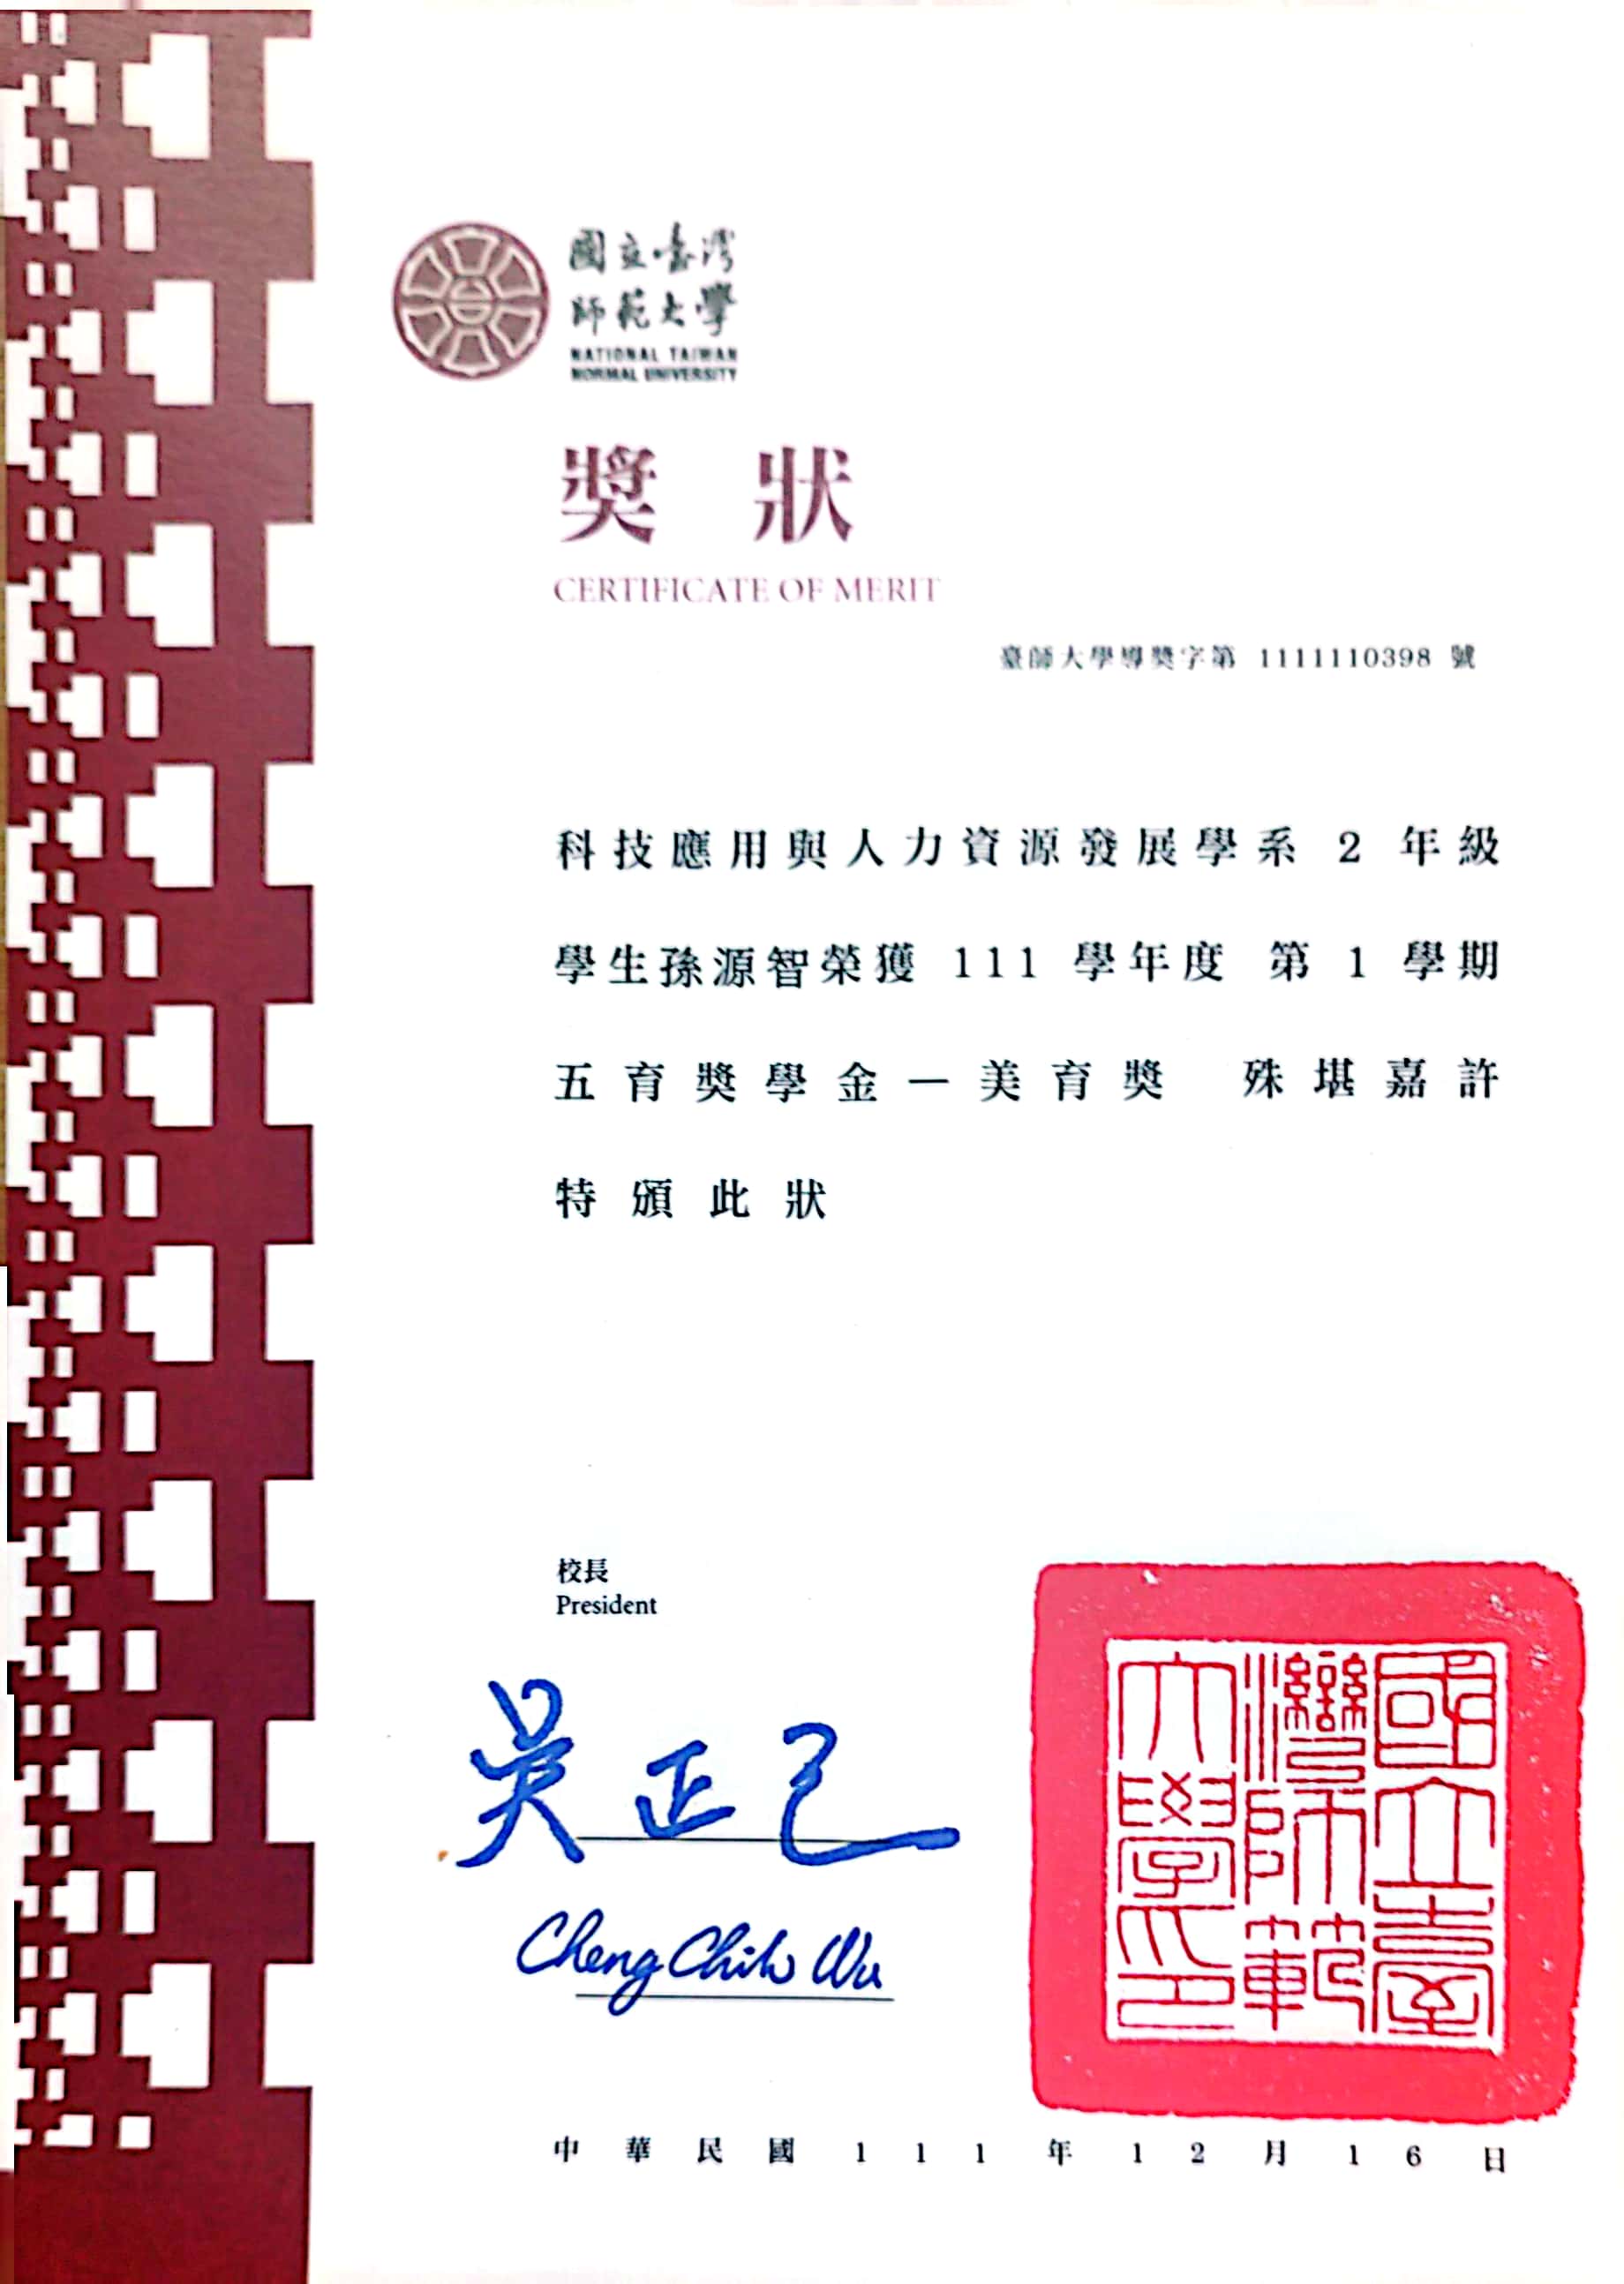 國立臺灣
師範大學
NATIONAL TAIWAN
NORMAL UNIVERSITY
獎狀
CERTIFICATE OF MERIT
臺師大學導獎字第 1111110398 號
科技應用與人力資源發展學系 2 年級
學生孫源智榮獲 111 學年度 第 1 學期
五育獎學金—美育獎 殊堪嘉許
特頒此狀
校長
President
吳正己
Cheng Chih Wu
國立臺
灣師範
大學印
中華民國 111 年 12 月 16 日